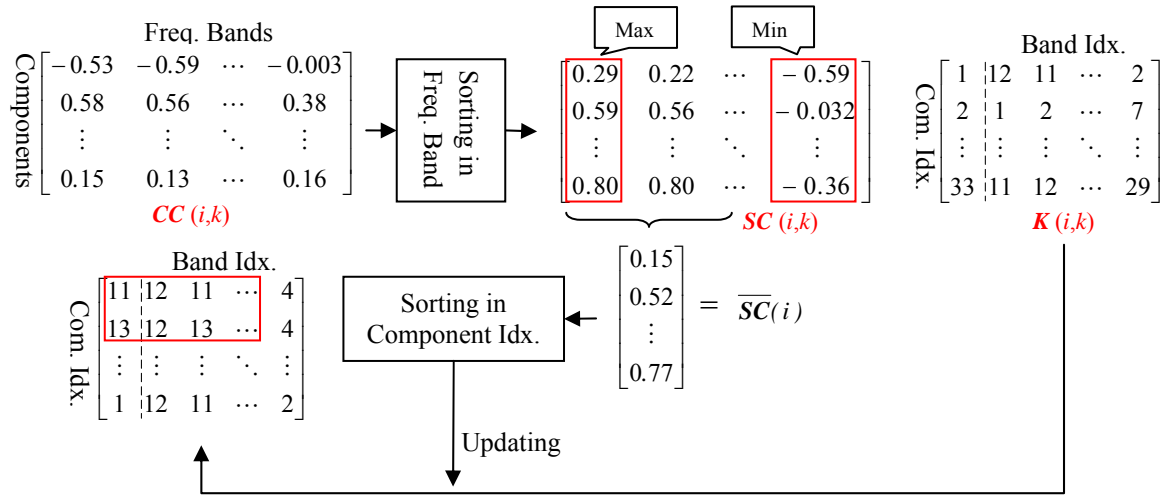 Max
Min
Freq. Bands
Band Idx.
Components
−0.53 −0.59 ⋯ −0.003
0.58 0.56 ⋯ 0.38
⋮ ⋮ ⋱ ⋮
0.15 0.13 ⋯ 0.16
CC (i,k)
Sorting in
Freq. Band
0.29 0.22 ⋯ −0.59
0.59 0.56 ⋯ −0.032
⋮ ⋮ ⋱ ⋮
0.80 0.80 ⋯ −0.36
SC (i,k)
Com. Idx.
1 12 11 ⋯ 2
2 1 2 ⋯ 7
⋮ ⋮ ⋮ ⋱ ⋮
33 11 12 ⋯ 29
K (i,k)
Band Idx.
Com. Idx.
11 12 11 ⋯ 4
13 12 13 ⋯ 4
⋮ ⋮ ⋮ ⋱ ⋮
1 12 11 ⋯ 2
Sorting in
Component Idx.
0.15
0.52
⋮
0.77
= S̅C̅(i)
Updating